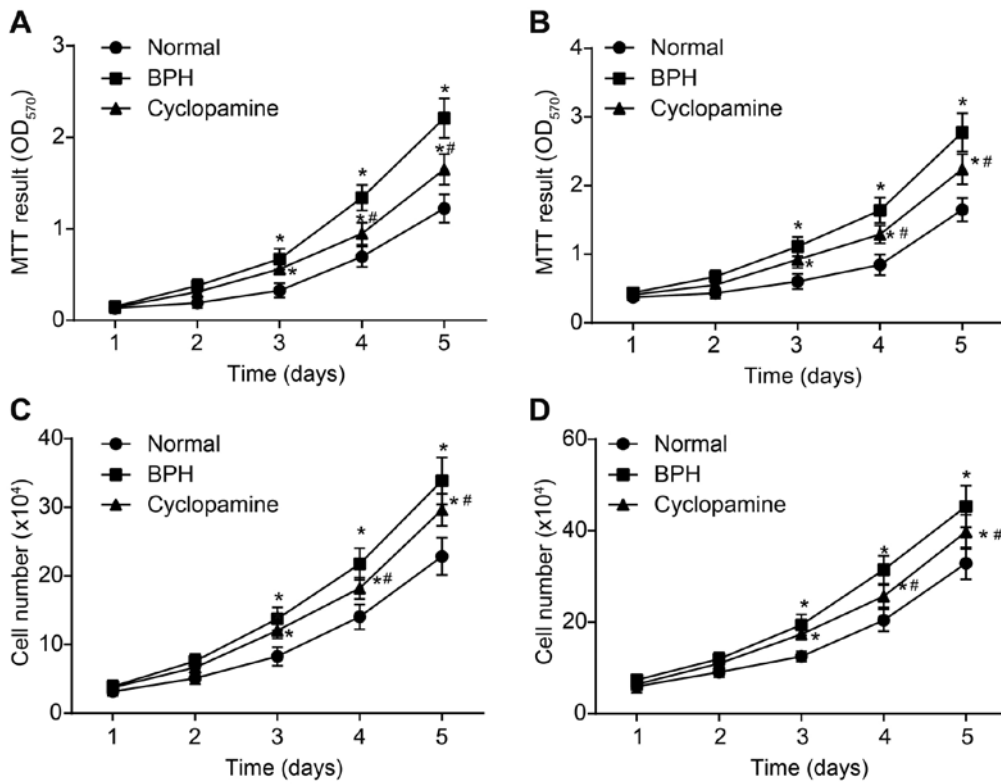 A
Normal
BPH
Cyclopamine
MTT result (OD570)
3
2
1
0
*
*
*
*
*#
*#
1 2 3 4 5
Time (days)
B
Normal
BPH
Cyclopamine
MTT result (OD570)
4
3
2
1
0
*
*
*
*
*#
*#
1 2 3 4 5
Time (days)
C
Normal
BPH
Cyclopamine
Cell number (x10⁴)
40
30
20
10
0
*
*
*
*
*#
*#
1 2 3 4 5
Time (days)
D
Normal
BPH
Cyclopamine
Cell number (x10⁴)
60
40
20
0
*
*
*
*
*#
*#
1 2 3 4 5
Time (days)